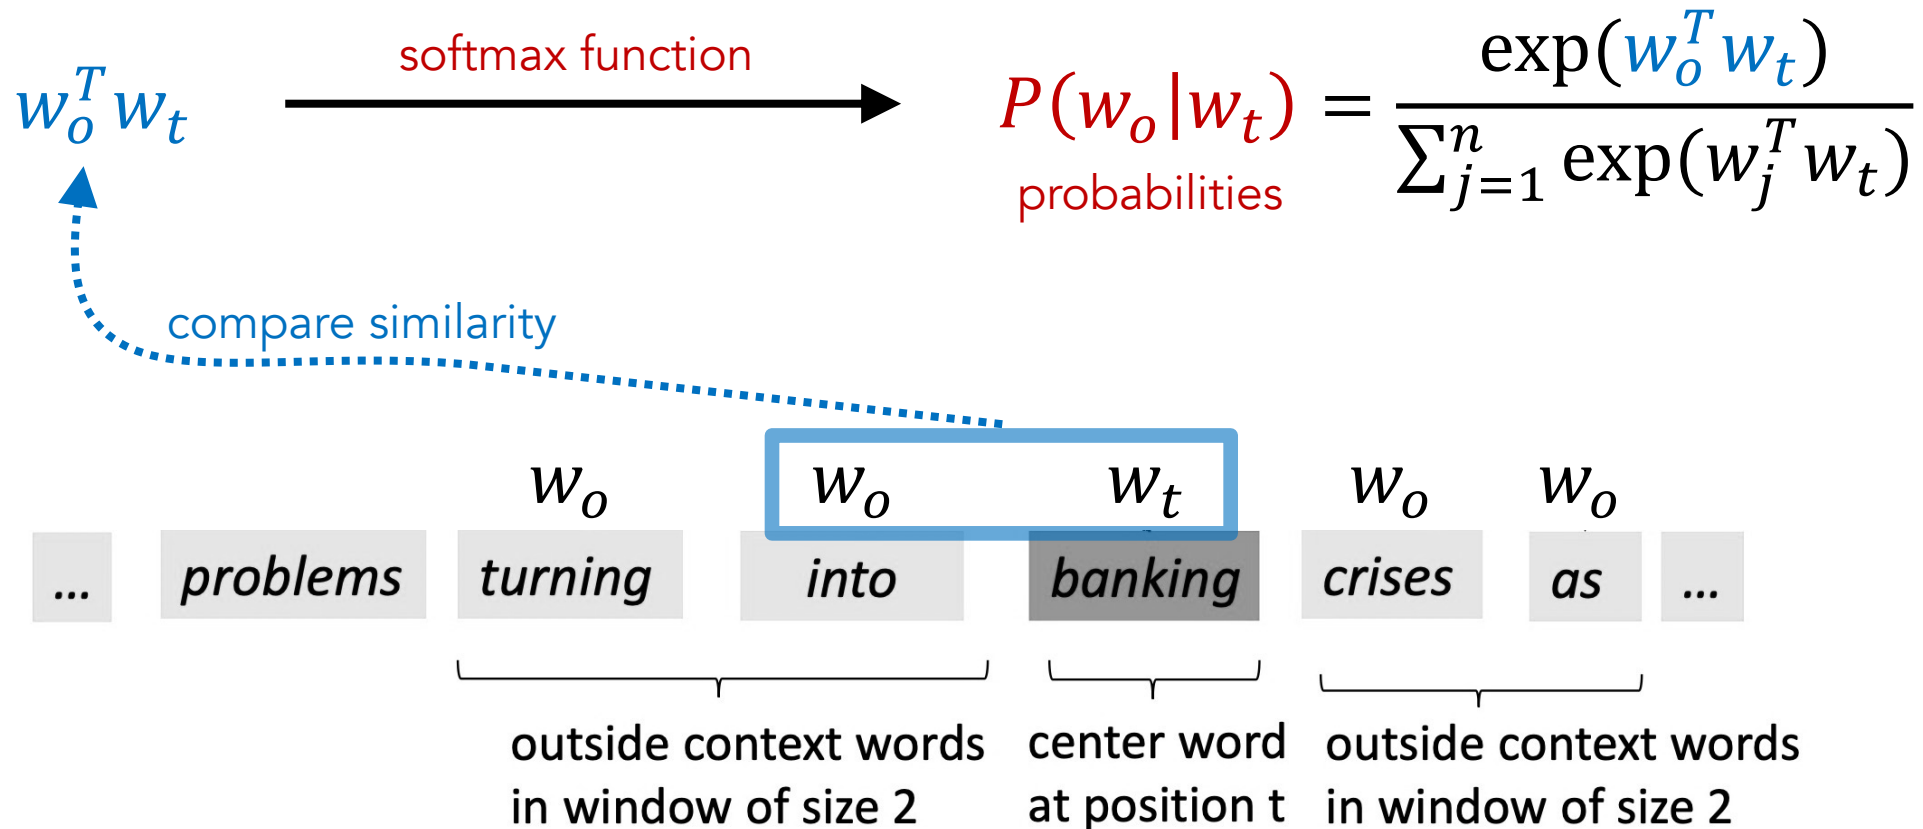 softmax function
$w_o^T w_t$
$P(w_o|w_t) = \frac{\exp(w_o^T w_t)}{\sum_{j=1}^{n} \exp(w_j^T w_t)}$
probabilities
compare similarity
$w_o$ $w_o$ $w_t$ $w_o$ $w_o$
... problems turning into banking crises as ...
outside context words
in window of size 2
center word
at position t
outside context words
in window of size 2